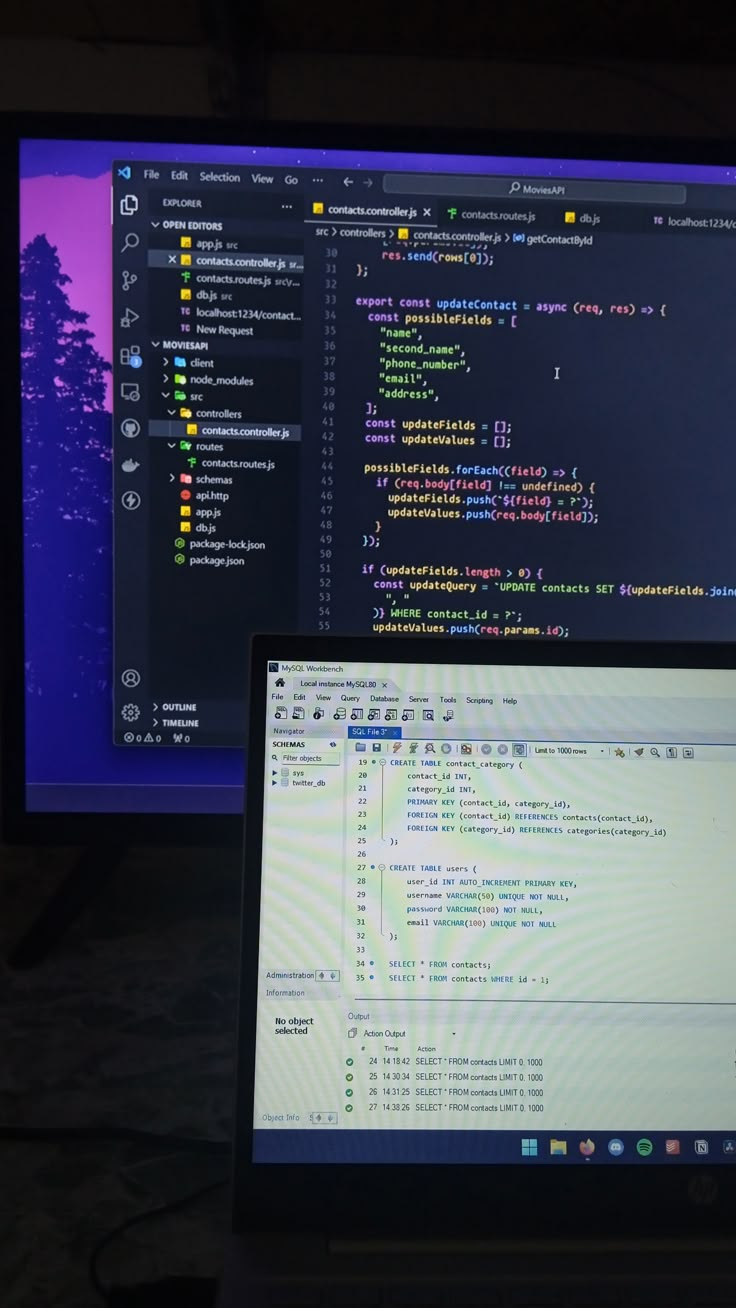 File Edit Selection View Go ···
MoviesAPI
EXPLORER ···
OPEN EDITORS
app.js src
contacts.controller.js sr...
contacts.routes.js src\r...
db.js src
TC localhost:1234/contact...
TC New Request
MOVIESAPI
client
node_modules
src
controllers
contacts.controller.js
routes
contacts.routes.js
schemas
api.http
app.js
db.js
package-lock.json
package.json
OUTLINE
TIMELINE
0 0 0
3
contacts.controller.js contacts.routes.js db.js TC localhost:1234/c
src > controllers > contacts.controller.js > getContactById
30 res.send(rows[0]);
31 };
32
33 export const updateContact = async (req, res) => {
34 const possibleFields = [
35 "name",
36 "second_name",
37 "phone_number",
38 "email",
39 "address",
40 ];
41 const updateFields = [];
42 const updateValues = [];
43
44 possibleFields.forEach((field) => {
45 if (req.body[field] !== undefined) {
46 updateFields.push(`${field} = ?`);
47 updateValues.push(req.body[field]);
48 }
49 });
50
51 if (updateFields.length > 0) {
52 const updateQuery = `UPDATE contacts SET ${updateFields.join
53 ", "
54 )} WHERE contact_id = ?`;
55 updateValues.push(req.params.id);
MySQL Workbench
Local instance MySQL80
File Edit View Query Database Server Tools Scripting Help
Navigator
SCHEMAS
Filter objects
sys
twitter_db
Administration
Information
No object
selected
Object Info
SQL File 3*
Limit to 1000 rows
19 CREATE TABLE contact_category (
20 contact_id INT,
21 category_id INT,
22 PRIMARY KEY (contact_id, category_id),
23 FOREIGN KEY (contact_id) REFERENCES contacts(contact_id),
24 FOREIGN KEY (category_id) REFERENCES categories(category_id)
25 );
26
27 CREATE TABLE users (
28 user_id INT AUTO_INCREMENT PRIMARY KEY,
29 username VARCHAR(50) UNIQUE NOT NULL,
30 password VARCHAR(100) NOT NULL,
31 email VARCHAR(100) UNIQUE NOT NULL
32 );
33
34 SELECT * FROM contacts;
35 SELECT * FROM contacts WHERE id = 1;
Output
Action Output
# Time Action
24 14:18:42 SELECT * FROM contacts LIMIT 0, 1000
25 14:30:34 SELECT * FROM contacts LIMIT 0, 1000
26 14:31:25 SELECT * FROM contacts LIMIT 0, 1000
27 14:38:26 SELECT * FROM contacts LIMIT 0, 1000